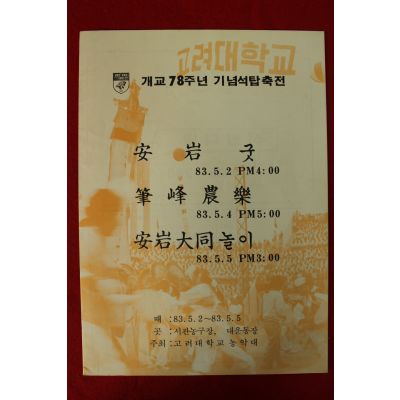 고려대학교
개교 78주년 기념석탑축전
安岩굿
83.5.2 PM4:00
筆峰農樂
83.5.4 PM5:00
安岩大同놀이
83.5.5 PM3:00
때 :83.5.2~83.5.5
곳 :서관농구장, 대운동장
주최:고려대학교농악대